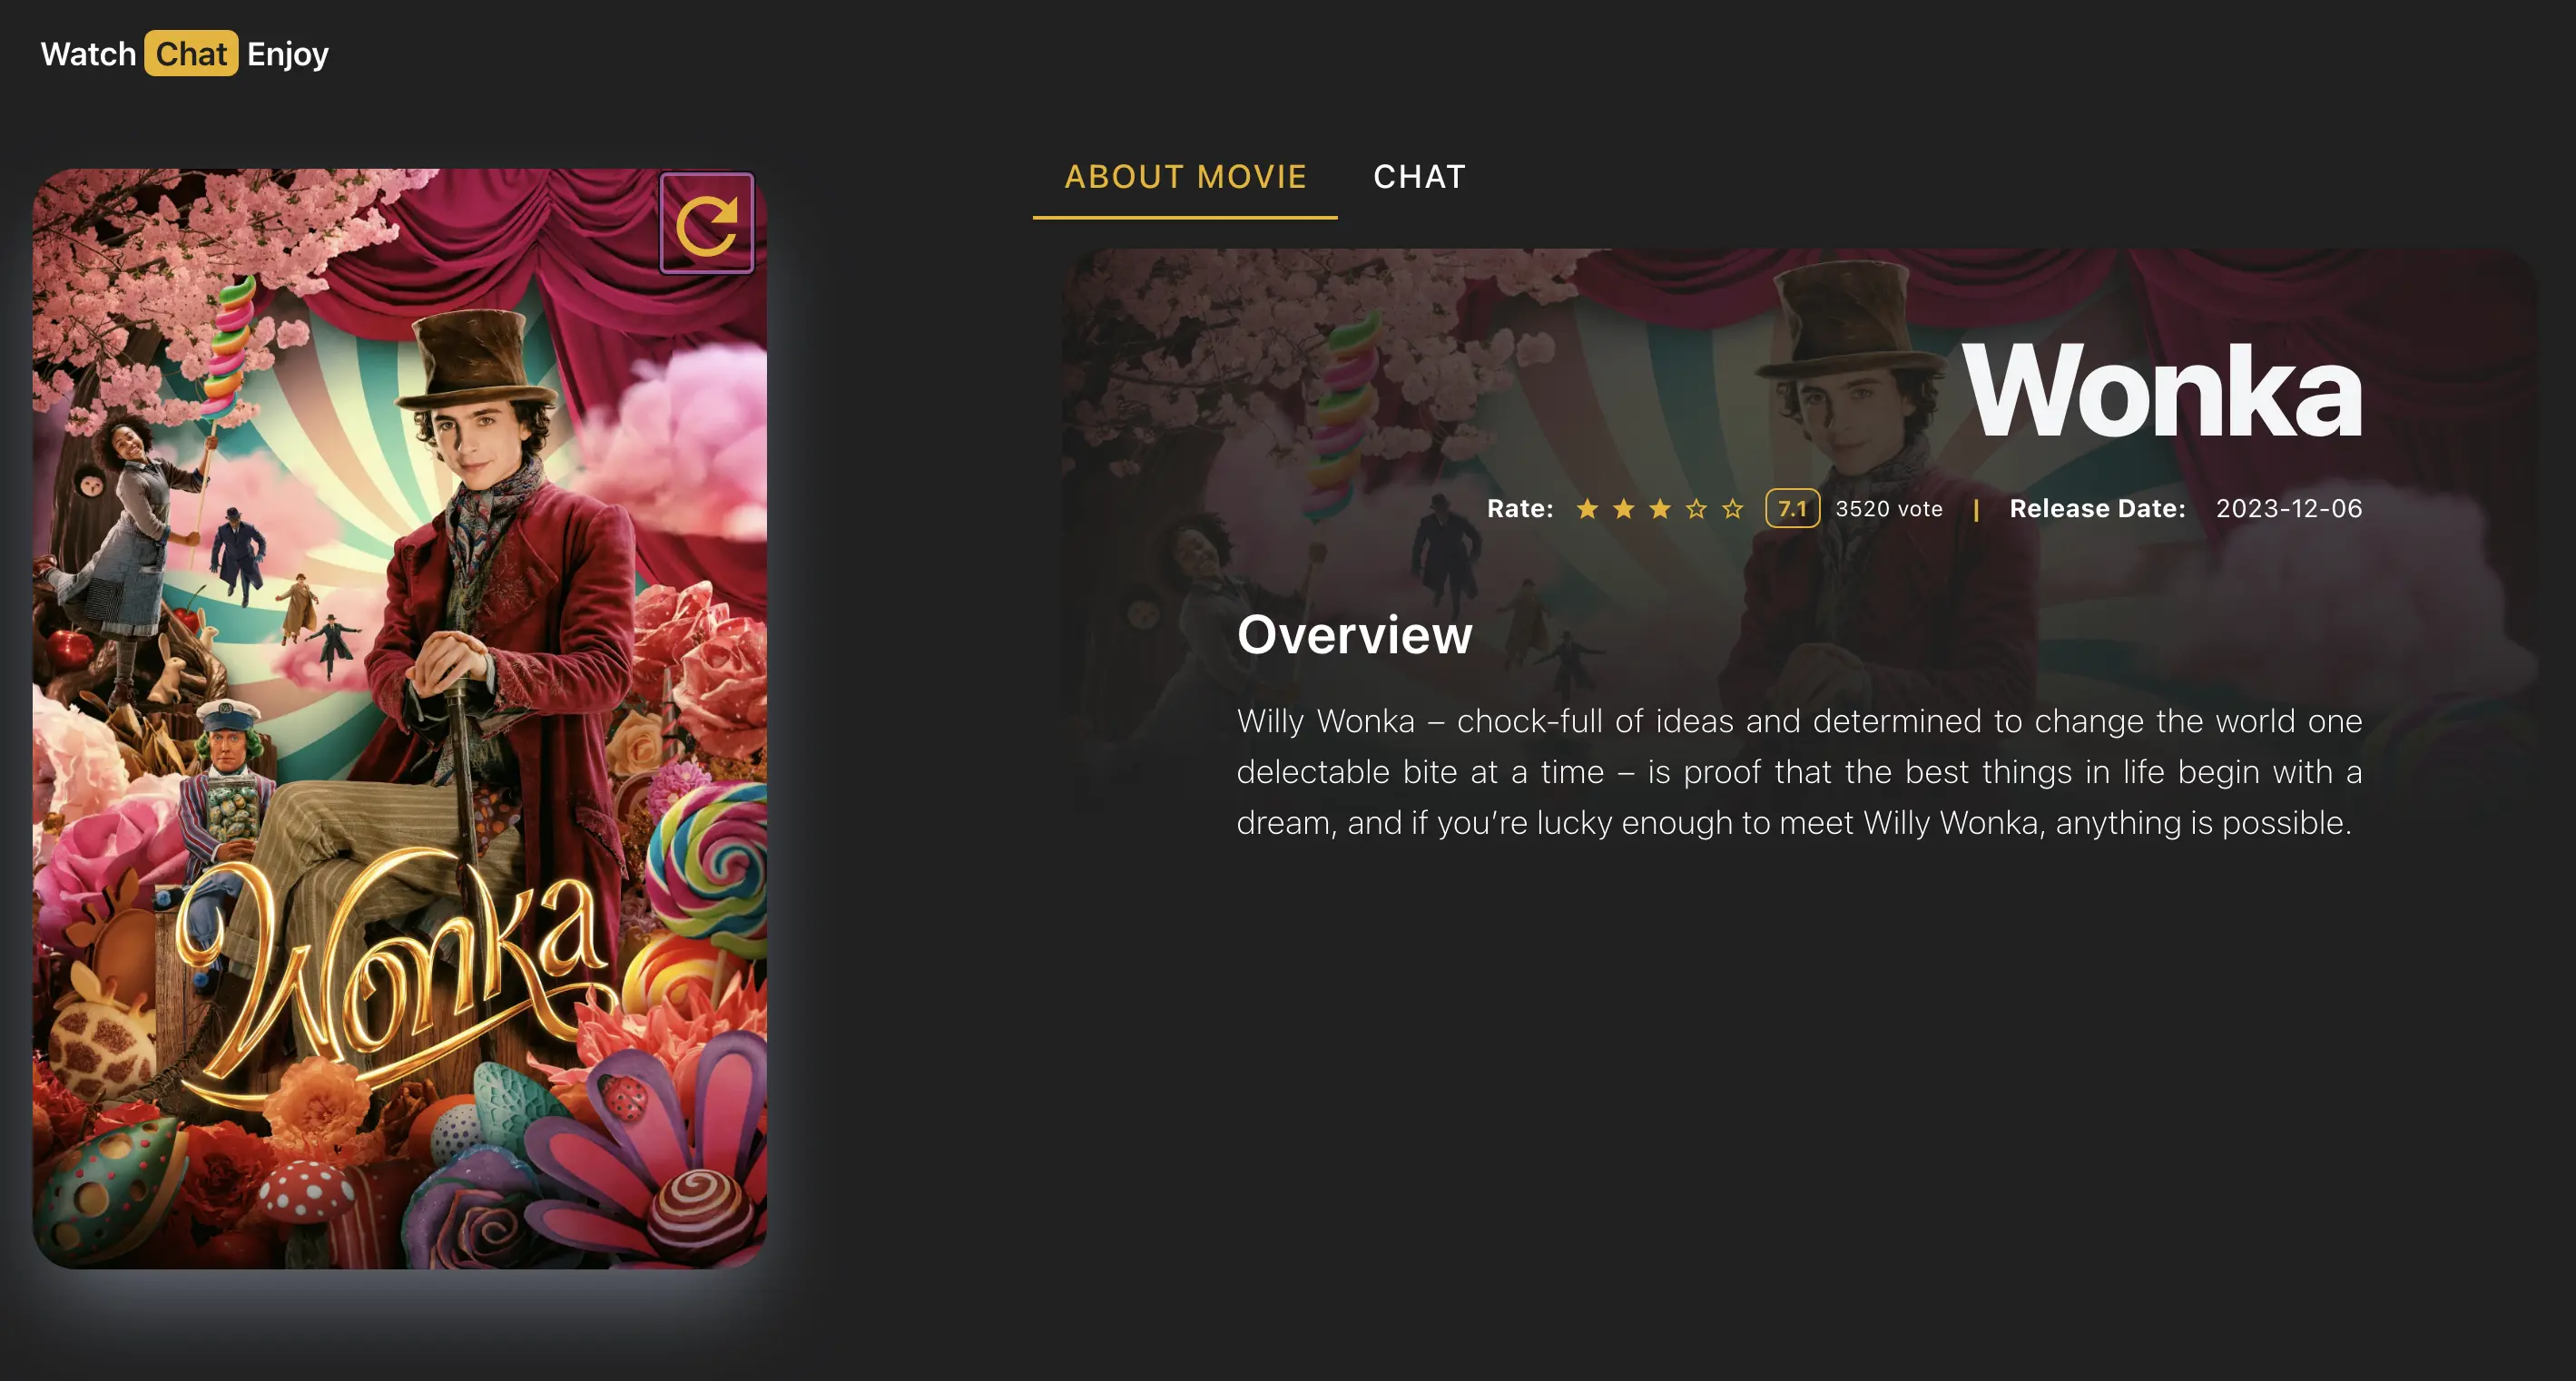 Watch Chat Enjoy
ABOUT MOVIE CHAT
Wonka
Rate: 7.1 3520 vote | Release Date: 2023-12-06
Overview
Willy Wonka – chock-full of ideas and determined to change the world one
delectable bite at a time – is proof that the best things in life begin with a
dream, and if you’re lucky enough to meet Willy Wonka, anything is possible.
Wonka